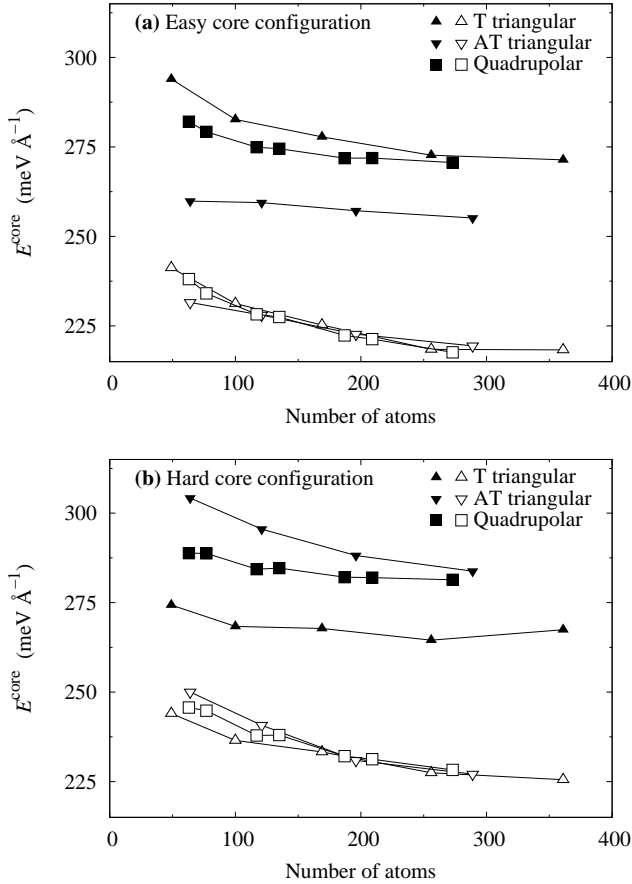 (a) Easy core configuration
T triangular
AT triangular
Quadrupolar
300
275
250
225
E^core (meV Å⁻¹)
0 100 200 300 400
Number of atoms
(b) Hard core configuration
T triangular
AT triangular
Quadrupolar
300
275
250
225
E^core (meV Å⁻¹)
0 100 200 300 400
Number of atoms